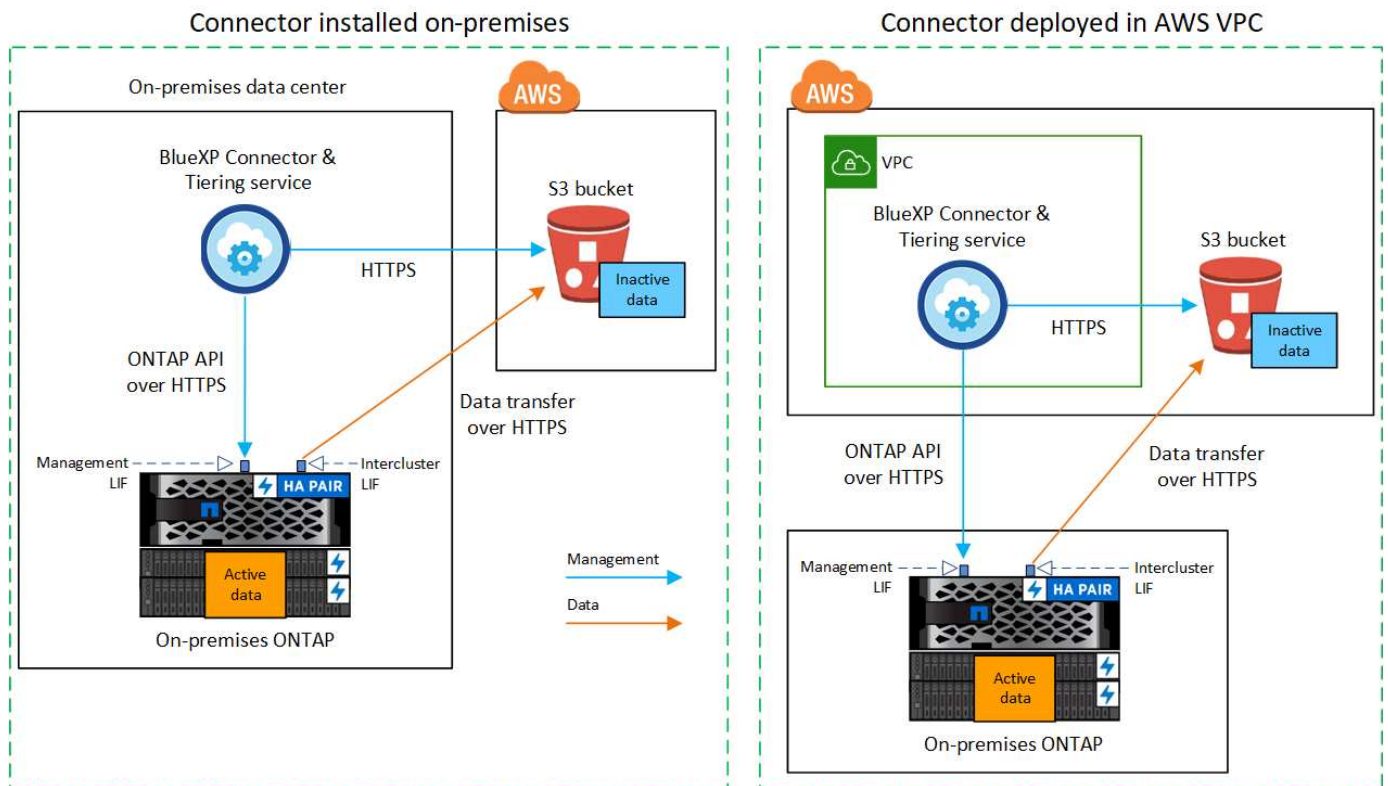 Connector installed on-premises
On-premises data center
AWS
BlueXP Connector &
Tiering service
S3 bucket
HTTPS
Inactive
data
ONTAP API
over HTTPS
Data transfer
over HTTPS
Management
LIF
Intercluster
LIF
HA PAIR
Active
data
On-premises ONTAP
Management
Data
Connector deployed in AWS VPC
AWS
VPC
BlueXP Connector &
Tiering service
S3 bucket
HTTPS
Inactive
data
ONTAP API
over HTTPS
Data transfer
over HTTPS
Management
LIF
Intercluster
LIF
HA PAIR
Active
data
On-premises ONTAP